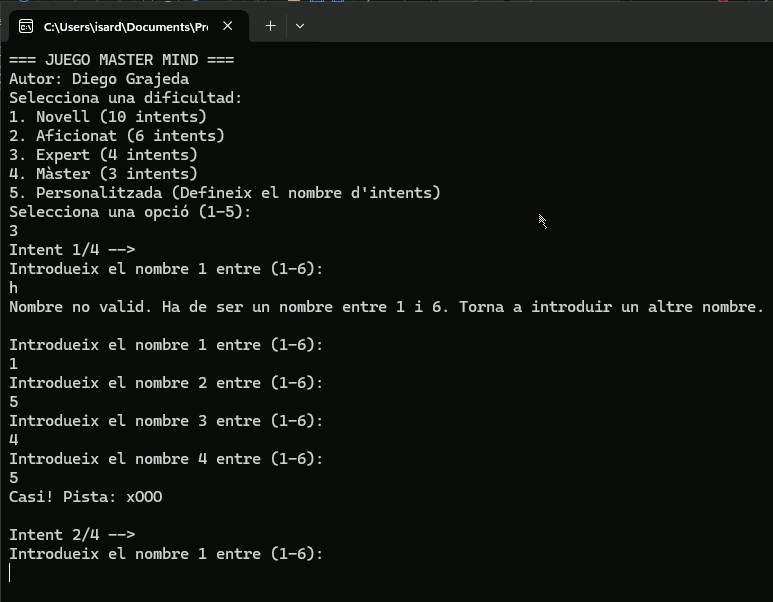 C:\Users\isard\Documents\Pr
=== JUEGO MASTER MIND ===
Autor: Diego Grajeda
Selecciona una dificultad:
1. Novell (10 intents)
2. Aficionat (6 intents)
3. Expert (4 intents)
4. Màster (3 intents)
5. Personalitzada (Defineix el nombre d'intents)
Selecciona una opció (1-5):
3
Intent 1/4 -->
Introdueix el nombre 1 entre (1-6):
h
Nombre no valid. Ha de ser un nombre entre 1 i 6. Torna a introduir un altre nombre.
Introdueix el nombre 1 entre (1-6):
1
Introdueix el nombre 2 entre (1-6):
5
Introdueix el nombre 3 entre (1-6):
4
Introdueix el nombre 4 entre (1-6):
5
Casi! Pista: xOOO
Intent 2/4 -->
Introdueix el nombre 1 entre (1-6):